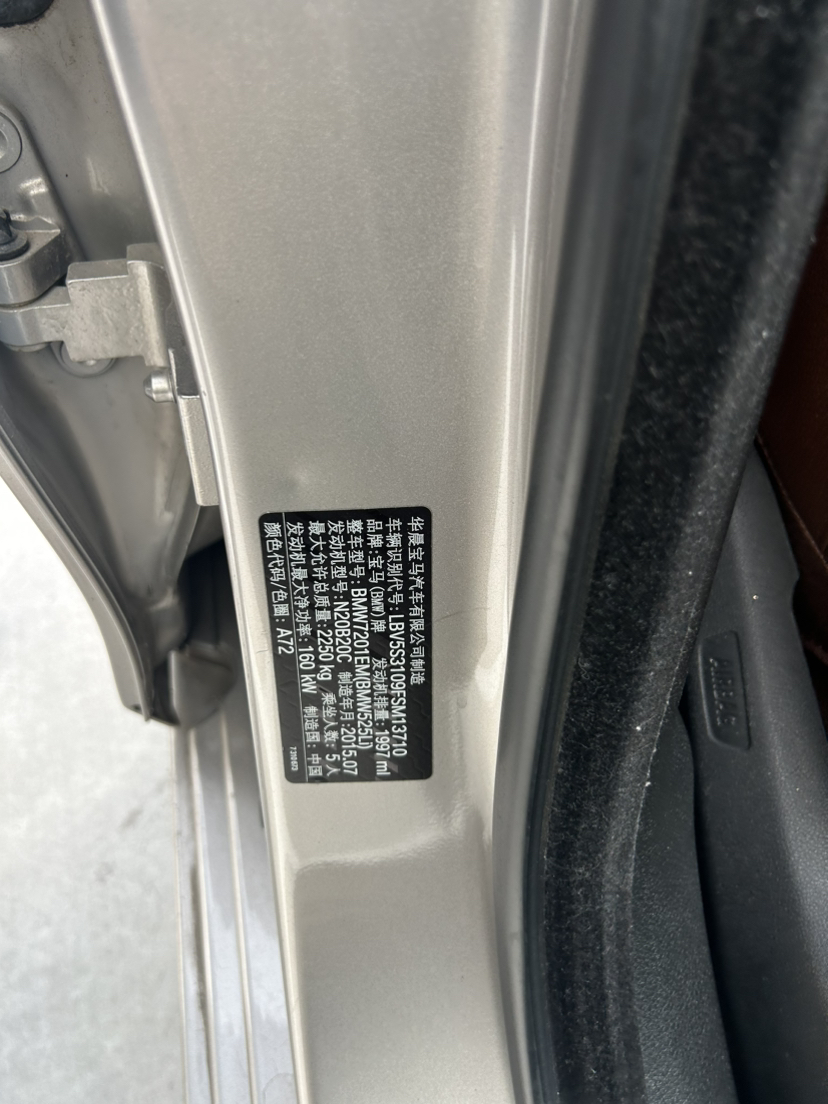 华晨宝马汽车有限公司制造
车辆识别代号: LBV5S3109FSM13710
品牌: 宝马(BMW)牌 发动机排量: 1997 ml
整车型号: BMW7201EM(BMW525Li)
发动机型号: N20B20C 制造年月: 2015.07
最大允许总质量: 2250 kg 乘坐人数: 5人
发动机最大净功率: 160 kW 制造国: 中国
颜色代码/色圈: A72
AIRBAG